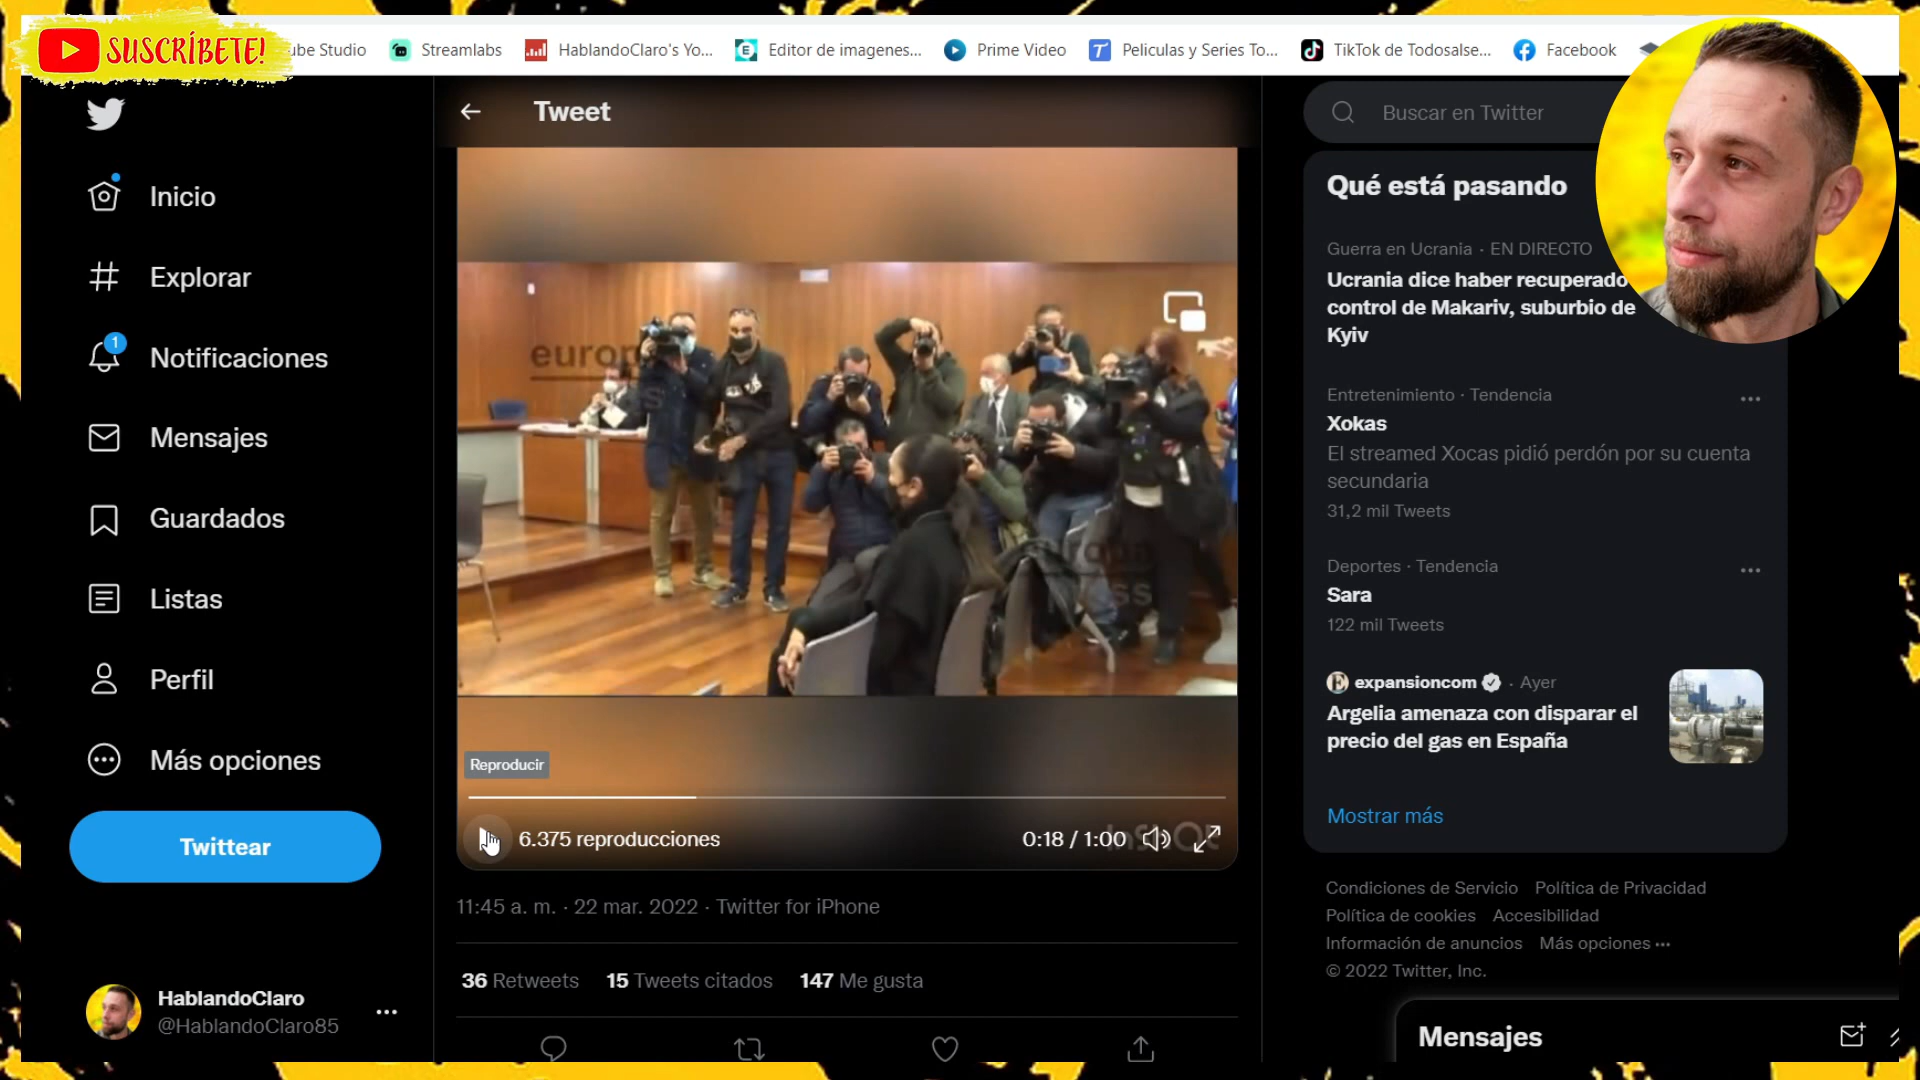 SUSCRÍBETE!
ube Studio
Streamlabs
HablandoClaro's Yo...
Editor de imagenes...
Prime Video
Peliculas y Series To...
TikTok de Todosalse...
Facebook
Tweet
Buscar en Twitter
Inicio
Explorar
1
Notificaciones
Mensajes
Guardados
Listas
Perfil
Más opciones
Twittear
HablandoClaro
@HablandoClaro85
europa
europa
press
Reproducir
6.375 reproducciones
0:18 / 1:00
InShOt
11:45 a. m. · 22 mar. 2022 · Twitter for iPhone
36 Retweets 15 Tweets citados 147 Me gusta
Qué está pasando
Guerra en Ucrania · EN DIRECTO
Ucrania dice haber recuperado
control de Makariv, suburbio de
Kyiv
Entretenimiento · Tendencia
Xokas
El streamed Xocas pidió perdón por su cuenta
secundaria
31,2 mil Tweets
Deportes · Tendencia
Sara
122 mil Tweets
expansioncom · Ayer
Argelia amenaza con disparar el
precio del gas en España
Mostrar más
Condiciones de Servicio Política de Privacidad
Política de cookies Accesibilidad
Información de anuncios Más opciones ···
© 2022 Twitter, Inc.
Mensajes